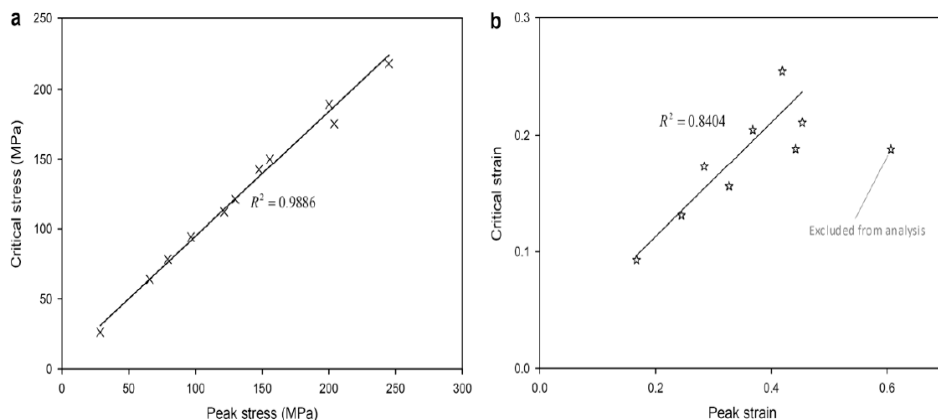 a
250
200
150
100
50
0
Critical stress (MPa)
R² = 0.9886
0
50
100
150
200
250
300
Peak stress (MPa)
b
0.3
0.2
0.1
0.0
Critical strain
R² = 0.8404
Excluded from analysis
0.0
0.2
0.4
0.6
Peak strain